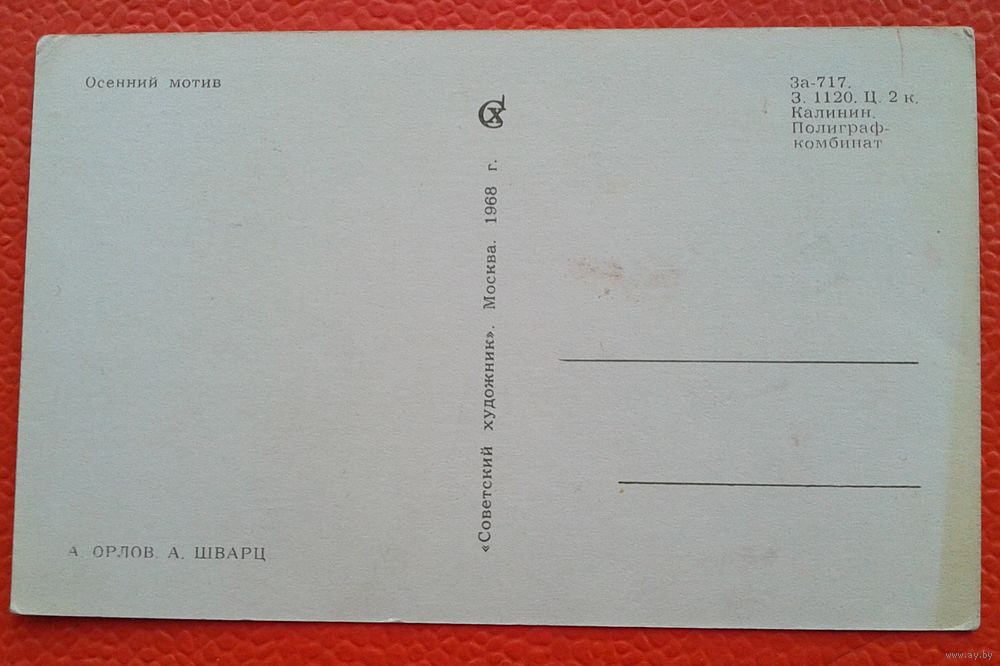 Осенний мотив
За-717.
З. 1120. Ц. 2 к.
Калинин.
Полиграф-
комбинат
«Советский художник». Москва. 1968 г.
А. ОРЛОВ. А. ШВАРЦ
www.ay.by